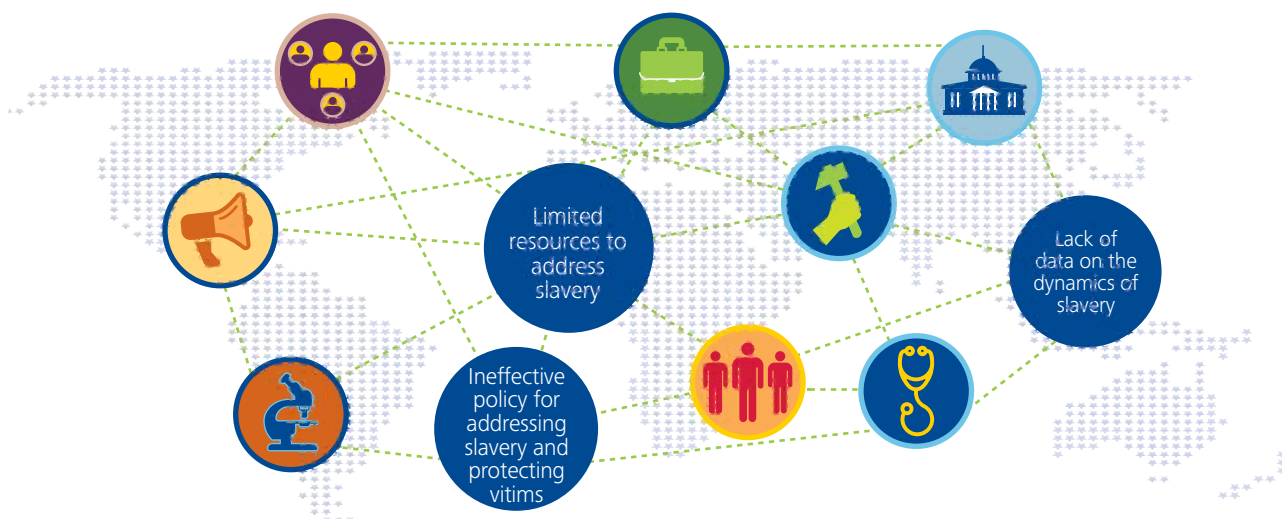 Limited
resources to
address
slavery
Lack of
data on the
dynamics of
slavery
Ineffective
policy for
addressing
slavery and
protecting
vitims